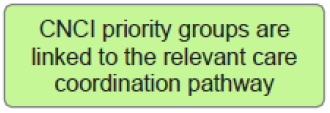 CNCI priority groups are
linked to the relevant care
coordination pathway